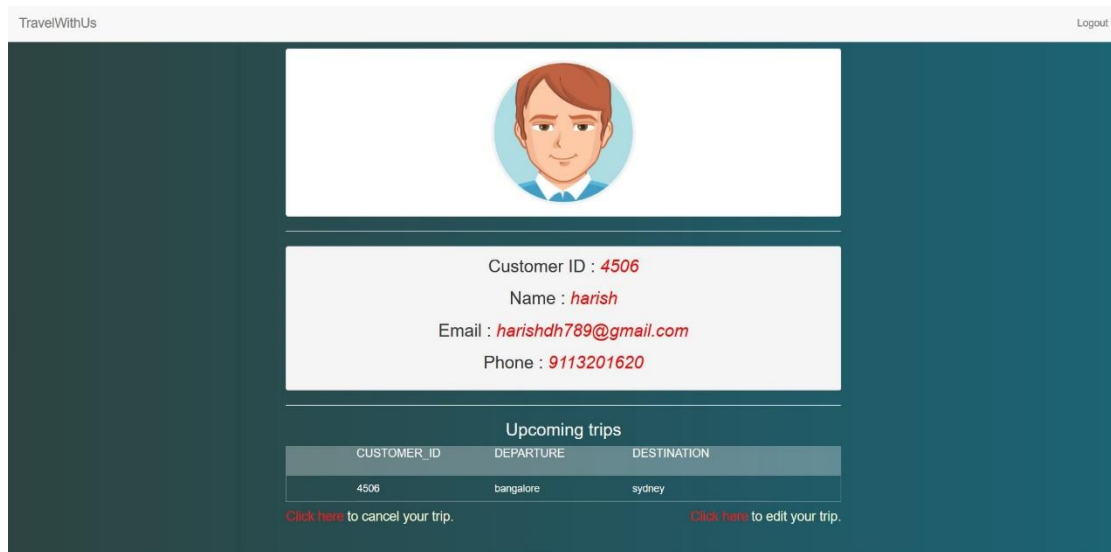 TravelWithUs Logout
Customer ID : 4506
Name : harish
Email : harishdh789@gmail.com
Phone : 9113201620
Upcoming trips
CUSTOMER_ID DEPARTURE DESTINATION
4506 bangalore sydney
Click here to cancel your trip. Click here to edit your trip.